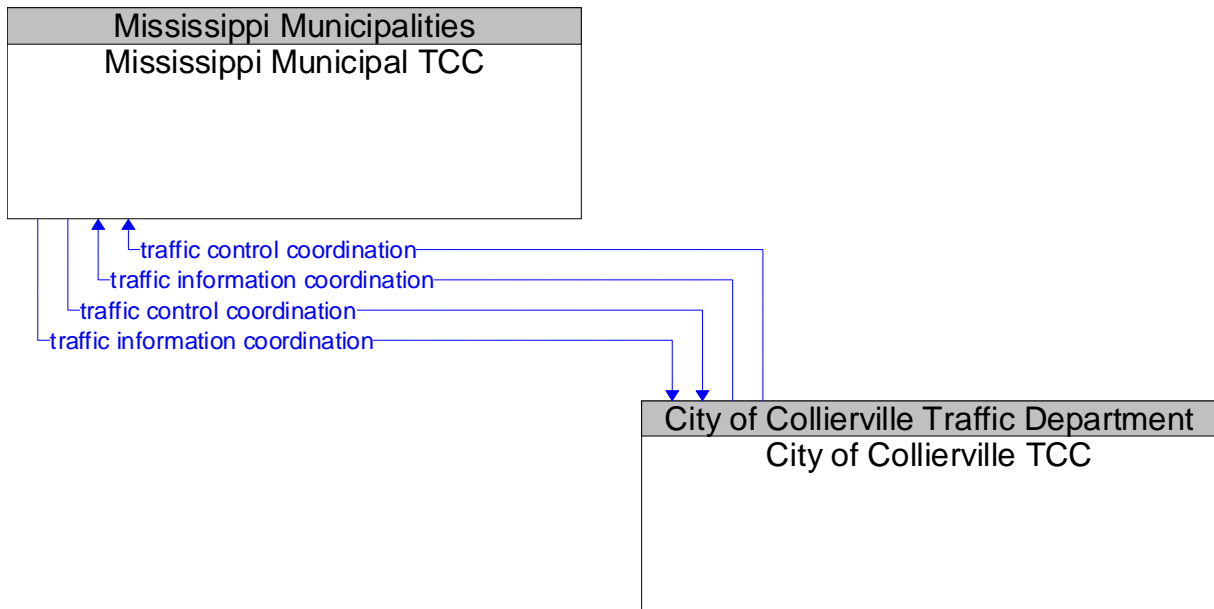 Mississippi Municipalities
Mississippi Municipal TCC
traffic control coordination
traffic information coordination
traffic control coordination
traffic information coordination
City of Collierville Traffic Department
City of Collierville TCC